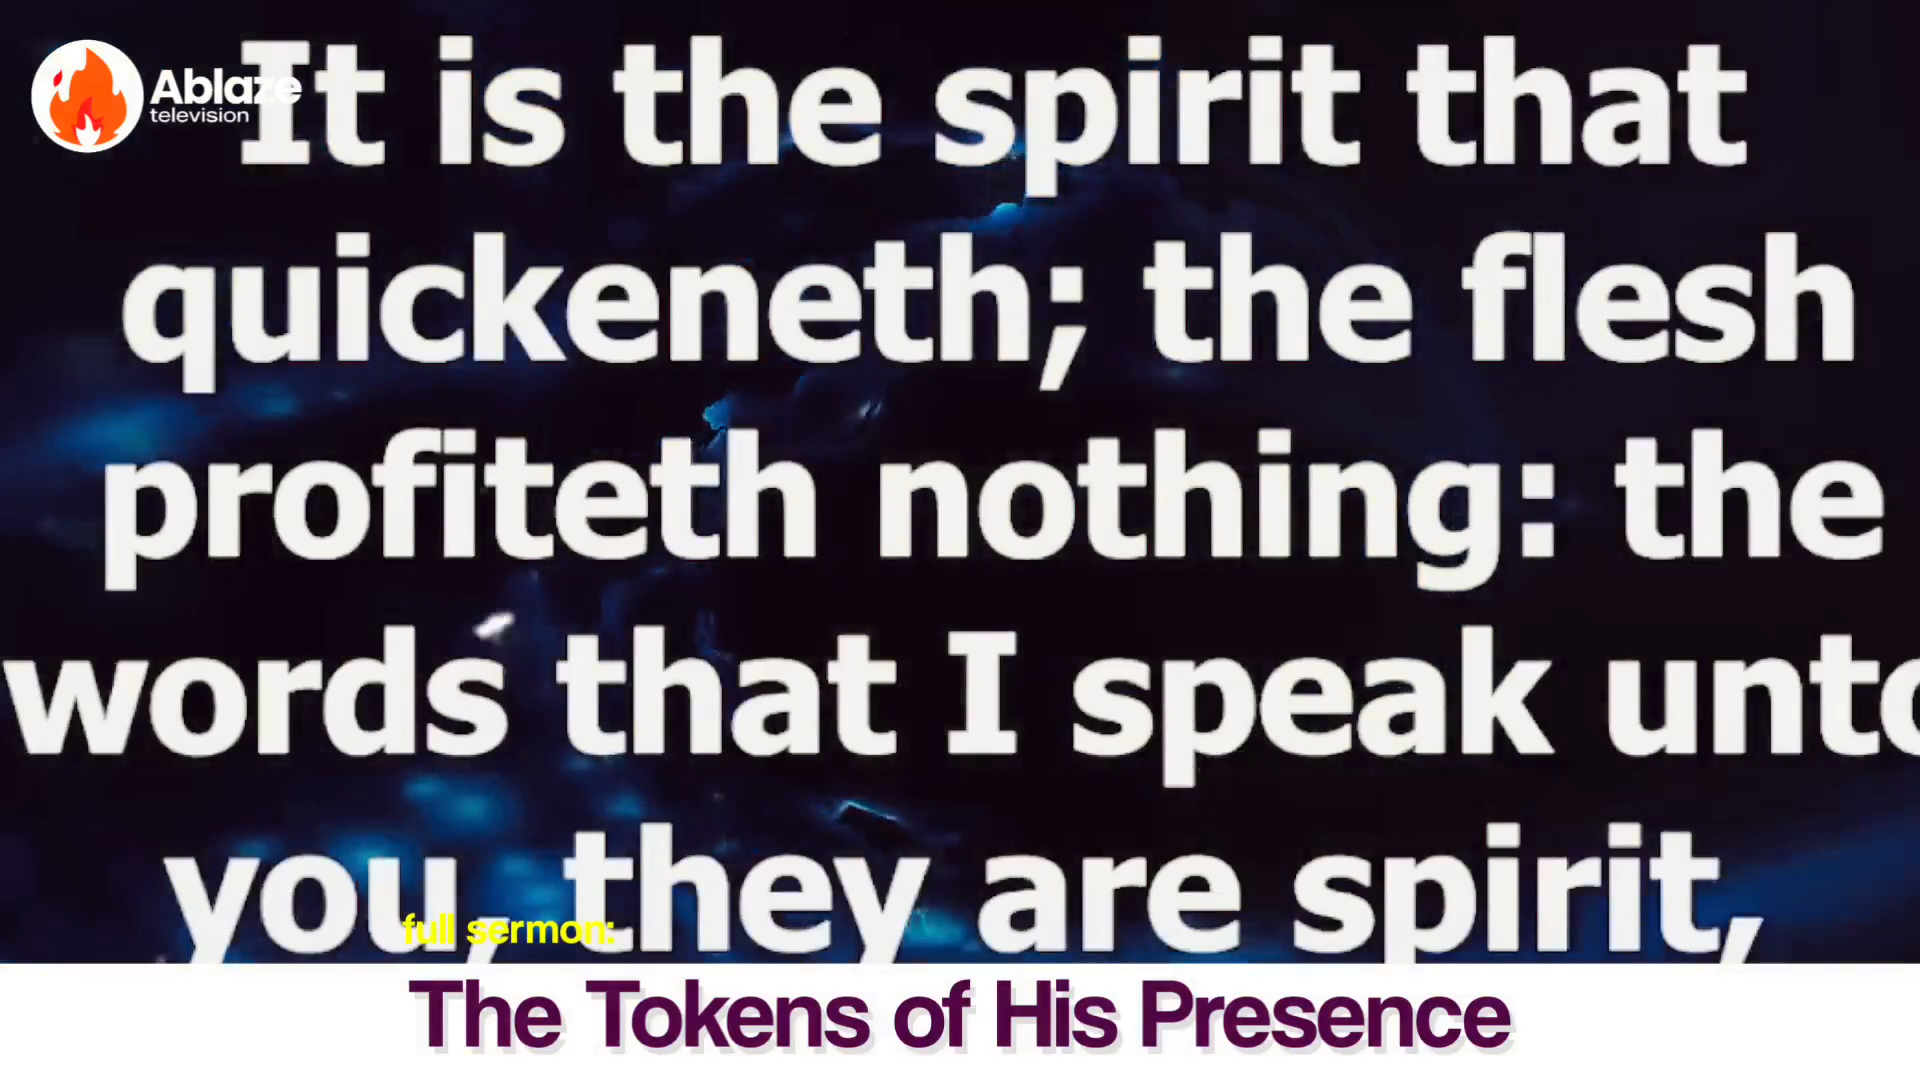 Ablaze
television
It is the spirit that
quickeneth; the flesh
profiteth nothing: the
words that I speak unto
you, they are spirit,
full sermon:
The Tokens of His Presence